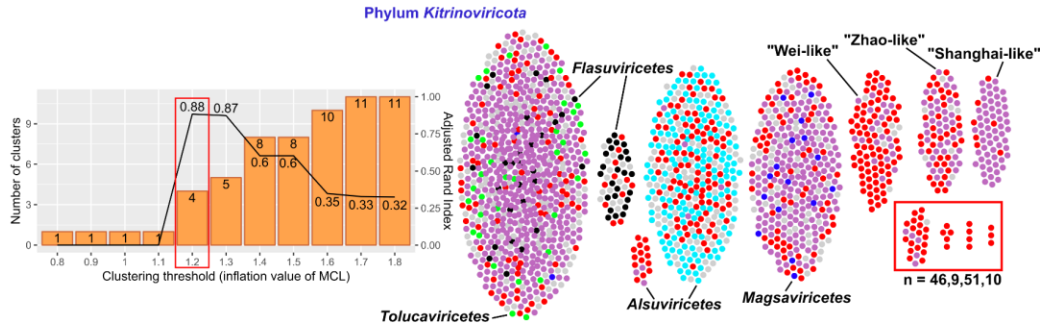 Phylum Kitrinoviricota
Number of clusters
9
6
3
0
1
1
1
1
4
5
8
8
10
11
11
0.88
0.87
0.6
0.6
0.35
0.33
0.32
1.00
0.75
0.50
0.25
0.00
Adjusted Rand Index
0.8 0.9 1.0 1.1 1.2 1.3 1.4 1.5 1.6 1.7 1.8
Clustering threshold (inflation value of MCL)
Flasuviricetes
"Wei-like"
"Zhao-like"
"Shanghai-like"
Tolucaviricetes
Alsuviricetes
Magsaviricetes
n = 46,9,51,10